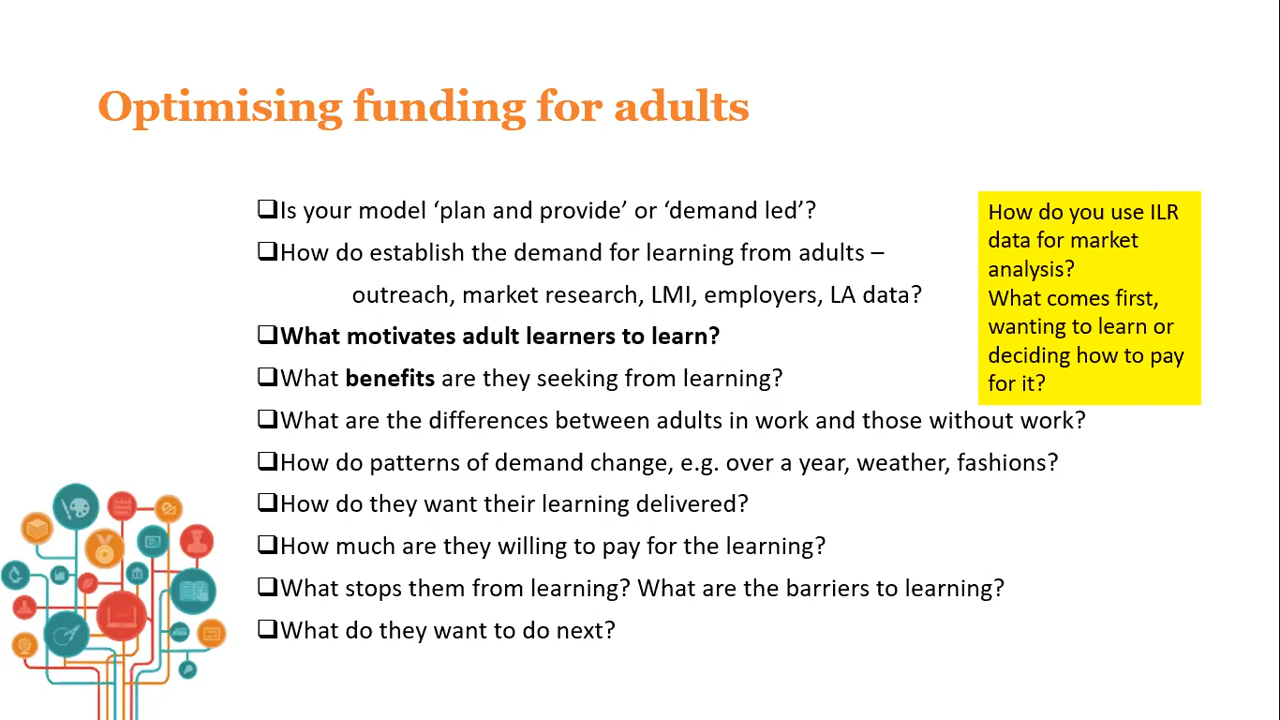 Optimising funding for adults
❑Is your model ‘plan and provide’ or ‘demand led’?
❑How do establish the demand for learning from adults –
outreach, market research, LMI, employers, LA data?
❑What motivates adult learners to learn?
❑What benefits are they seeking from learning?
❑What are the differences between adults in work and those without work?
❑How do patterns of demand change, e.g. over a year, weather, fashions?
❑How do they want their learning delivered?
❑How much are they willing to pay for the learning?
❑What stops them from learning? What are the barriers to learning?
❑What do they want to do next?
How do you use ILR
data for market
analysis?
What comes first,
wanting to learn or
deciding how to pay
for it?